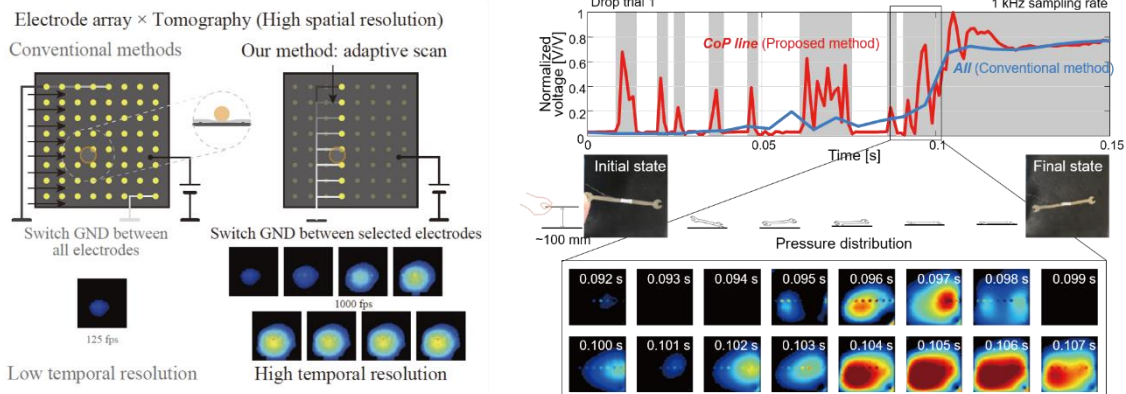 Electrode array × Tomography (High spatial resolution)
Conventional methods
Our method: adaptive scan
Switch GND between
all electrodes
Switch GND between selected electrodes
1000 fps
125 fps
Low temporal resolution
High temporal resolution
Drop trial 1
1 kHz sampling rate
CoP line (Proposed method)
All (Conventional method)
Normalized
voltage [V/V]
1
0.8
0.6
0.4
0.2
0
0
0.05
0.1
0.15
Time [s]
Initial state
Final state
~100 mm
Pressure distribution
0.092 s
0.093 s
0.094 s
0.095 s
0.096 s
0.097 s
0.098 s
0.099 s
0.100 s
0.101 s
0.102 s
0.103 s
0.104 s
0.105 s
0.106 s
0.107 s